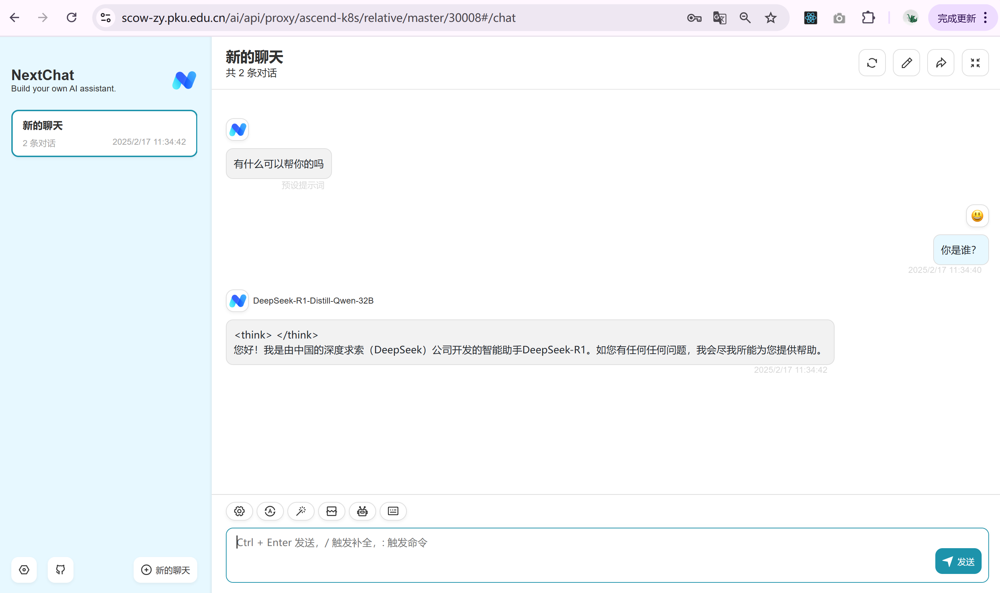 scow-zy.pku.edu.cn/ai/api/proxy/ascend-k8s/relative/master/30008#/chat
完成更新
NextChat
Build your own AI assistant.
新的聊天
2 条对话
2025/2/17 11:34:42
新的聊天
共 2 条对话
有什么可以帮你的吗
预设提示词
你是谁？
2025/2/17 11:34:40
DeepSeek-R1-Distill-Qwen-32B
<think> </think>
您好！我是由中国的深度求索（DeepSeek）公司开发的智能助手DeepSeek-R1。如您有任何任何问题，我会尽我所能为您提供帮助。
2025/2/17 11:34:42
Ctrl + Enter 发送，/ 触发补全，: 触发命令
发送
新的聊天